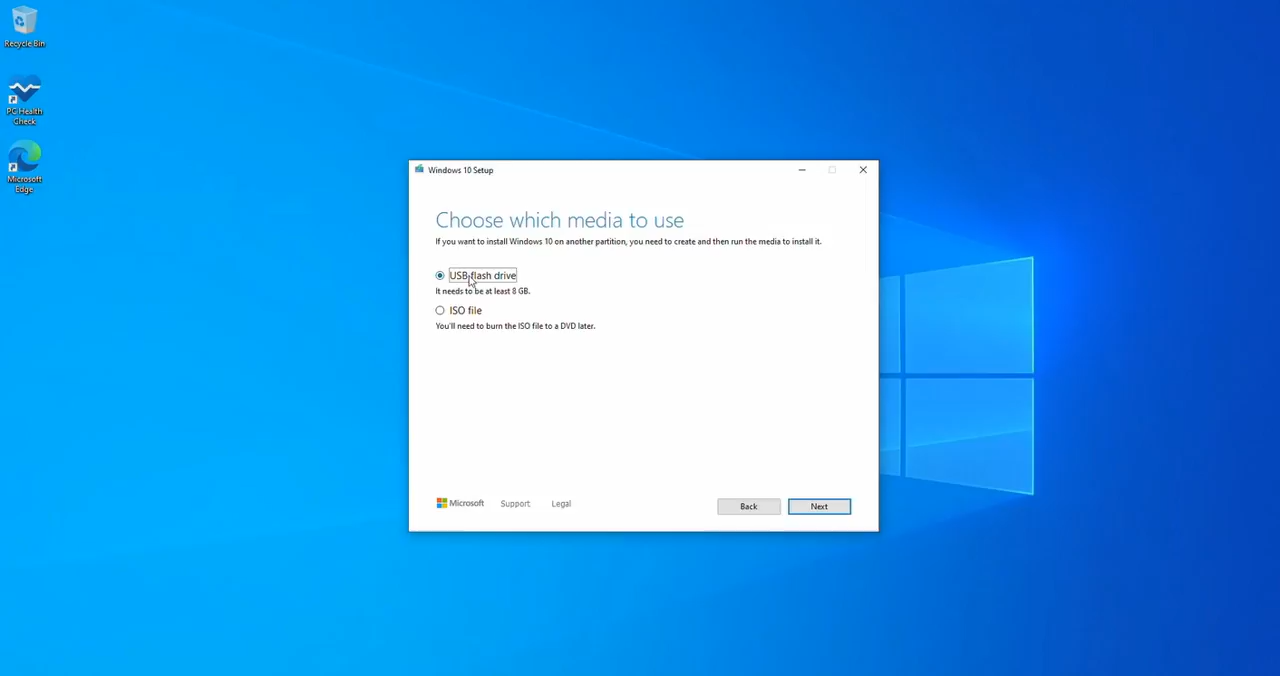 Recycle Bin
PC Health
Check
Microsoft
Edge
Windows 10 Setup
Choose which media to use
If you want to install Windows 10 on another partition, you need to create and then run the media to install it.
USB flash drive
It needs to be at least 8 GB.
ISO file
You'll need to burn the ISO file to a DVD later.
Microsoft Support Legal
Back Next